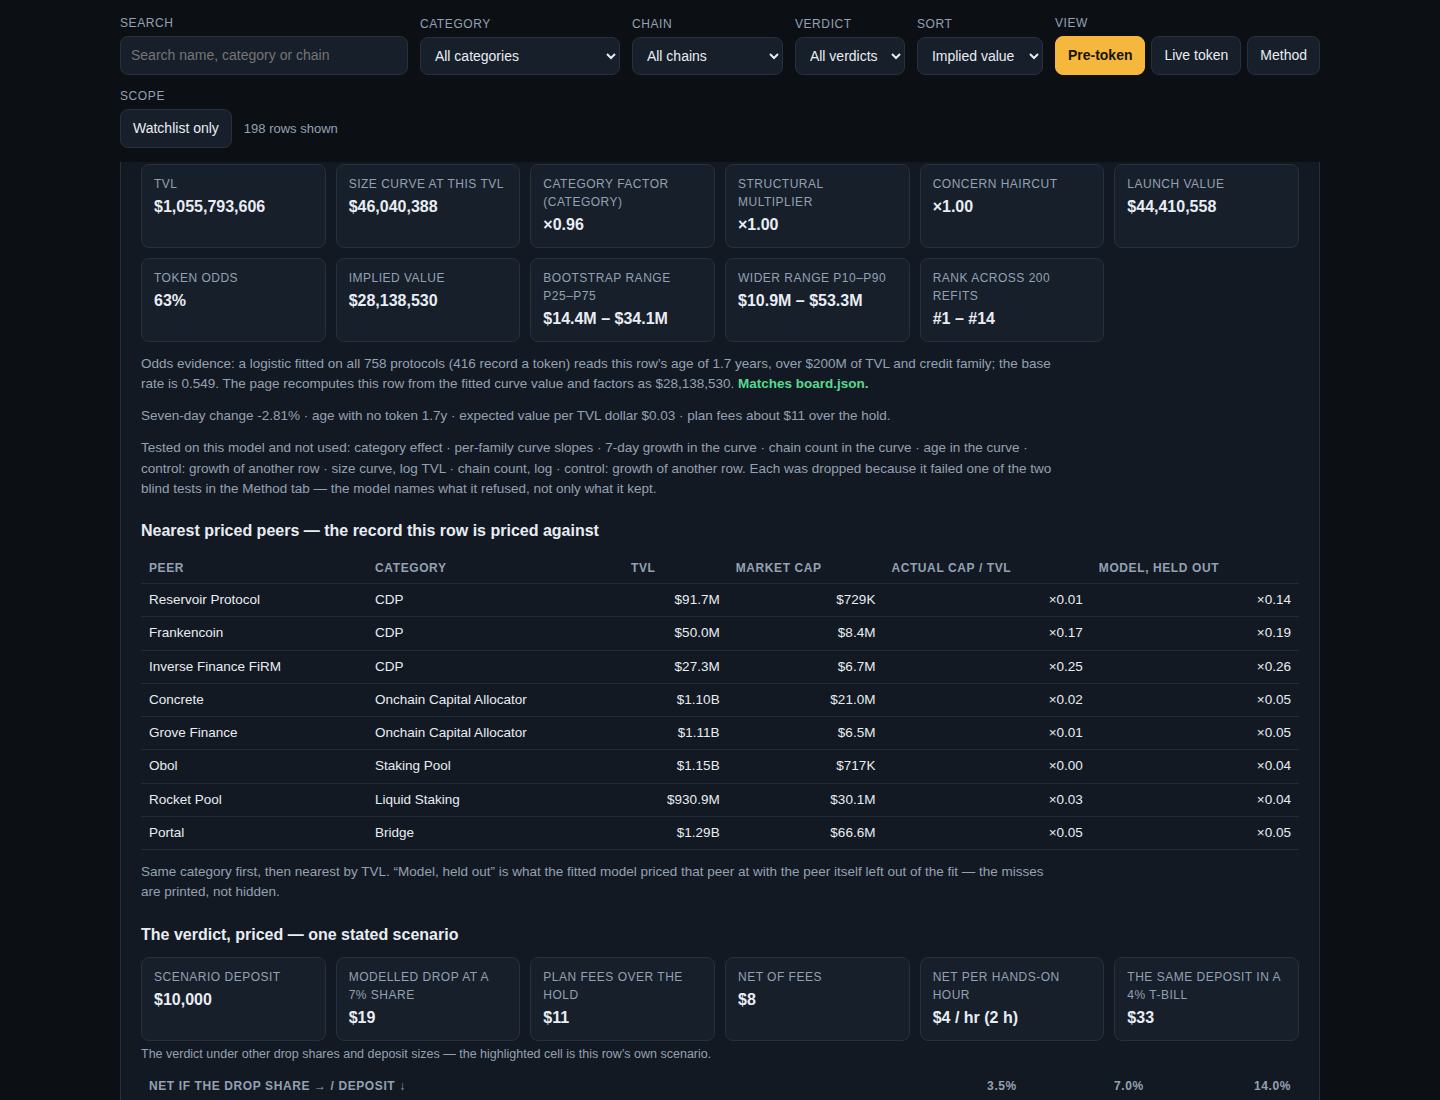 SEARCH
CATEGORY
CHAIN
VERDICT
SORT
VIEW
Search name, category or chain
All categories
All chains
All verdicts
Implied value
Pre-token
Live token
Method
SCOPE
Watchlist only
198 rows shown
TVL
$1,055,793,606
SIZE CURVE AT THIS TVL
$46,040,388
CATEGORY FACTOR
(CATEGORY)
×0.96
STRUCTURAL
MULTIPLIER
×1.00
CONCERN HAIRCUT
×1.00
LAUNCH VALUE
$44,410,558
TOKEN ODDS
63%
IMPLIED VALUE
$28,138,530
BOOTSTRAP RANGE
P25–P75
$14.4M – $34.1M
WIDER RANGE P10–P90
$10.9M – $53.3M
RANK ACROSS 200
REFITS
#1 – #14
Odds evidence: a logistic fitted on all 758 protocols (416 record a token) reads this row's age of 1.7 years, over $200M of TVL and credit family; the base
rate is 0.549. The page recomputes this row from the fitted curve value and factors as $28,138,530. Matches board.json.
Seven-day change -2.81% · age with no token 1.7y · expected value per TVL dollar $0.03 · plan fees about $11 over the hold.
Tested on this model and not used: category effect · per-family curve slopes · 7-day growth in the curve · chain count in the curve · age in the curve ·
control: growth of another row · size curve, log TVL · chain count, log · control: growth of another row. Each was dropped because it failed one of the two
blind tests in the Method tab — the model names what it refused, not only what it kept.
Nearest priced peers — the record this row is priced against
PEER CATEGORY TVL MARKET CAP ACTUAL CAP / TVL MODEL, HELD OUT
Reservoir Protocol CDP $91.7M $729K ×0.01 ×0.14
Frankencoin CDP $50.0M $8.4M ×0.17 ×0.19
Inverse Finance FiRM CDP $27.3M $6.7M ×0.25 ×0.26
Concrete Onchain Capital Allocator $1.10B $21.0M ×0.02 ×0.05
Grove Finance Onchain Capital Allocator $1.11B $6.5M ×0.01 ×0.05
Obol Staking Pool $1.15B $717K ×0.00 ×0.04
Rocket Pool Liquid Staking $930.9M $30.1M ×0.03 ×0.04
Portal Bridge $1.29B $66.6M ×0.05 ×0.05
Same category first, then nearest by TVL. “Model, held out” is what the fitted model priced that peer at with the peer itself left out of the fit — the misses
are printed, not hidden.
The verdict, priced — one stated scenario
SCENARIO DEPOSIT
$10,000
MODELLED DROP AT A
7% SHARE
$19
PLAN FEES OVER THE
HOLD
$11
NET OF FEES
$8
NET PER HANDS-ON
HOUR
$4 / hr (2 h)
THE SAME DEPOSIT IN A
4% T-BILL
$33
The verdict under other drop shares and deposit sizes — the highlighted cell is this row's own scenario.
NET IF THE DROP SHARE → / DEPOSIT ↓ 3.5% 7.0% 14.0%